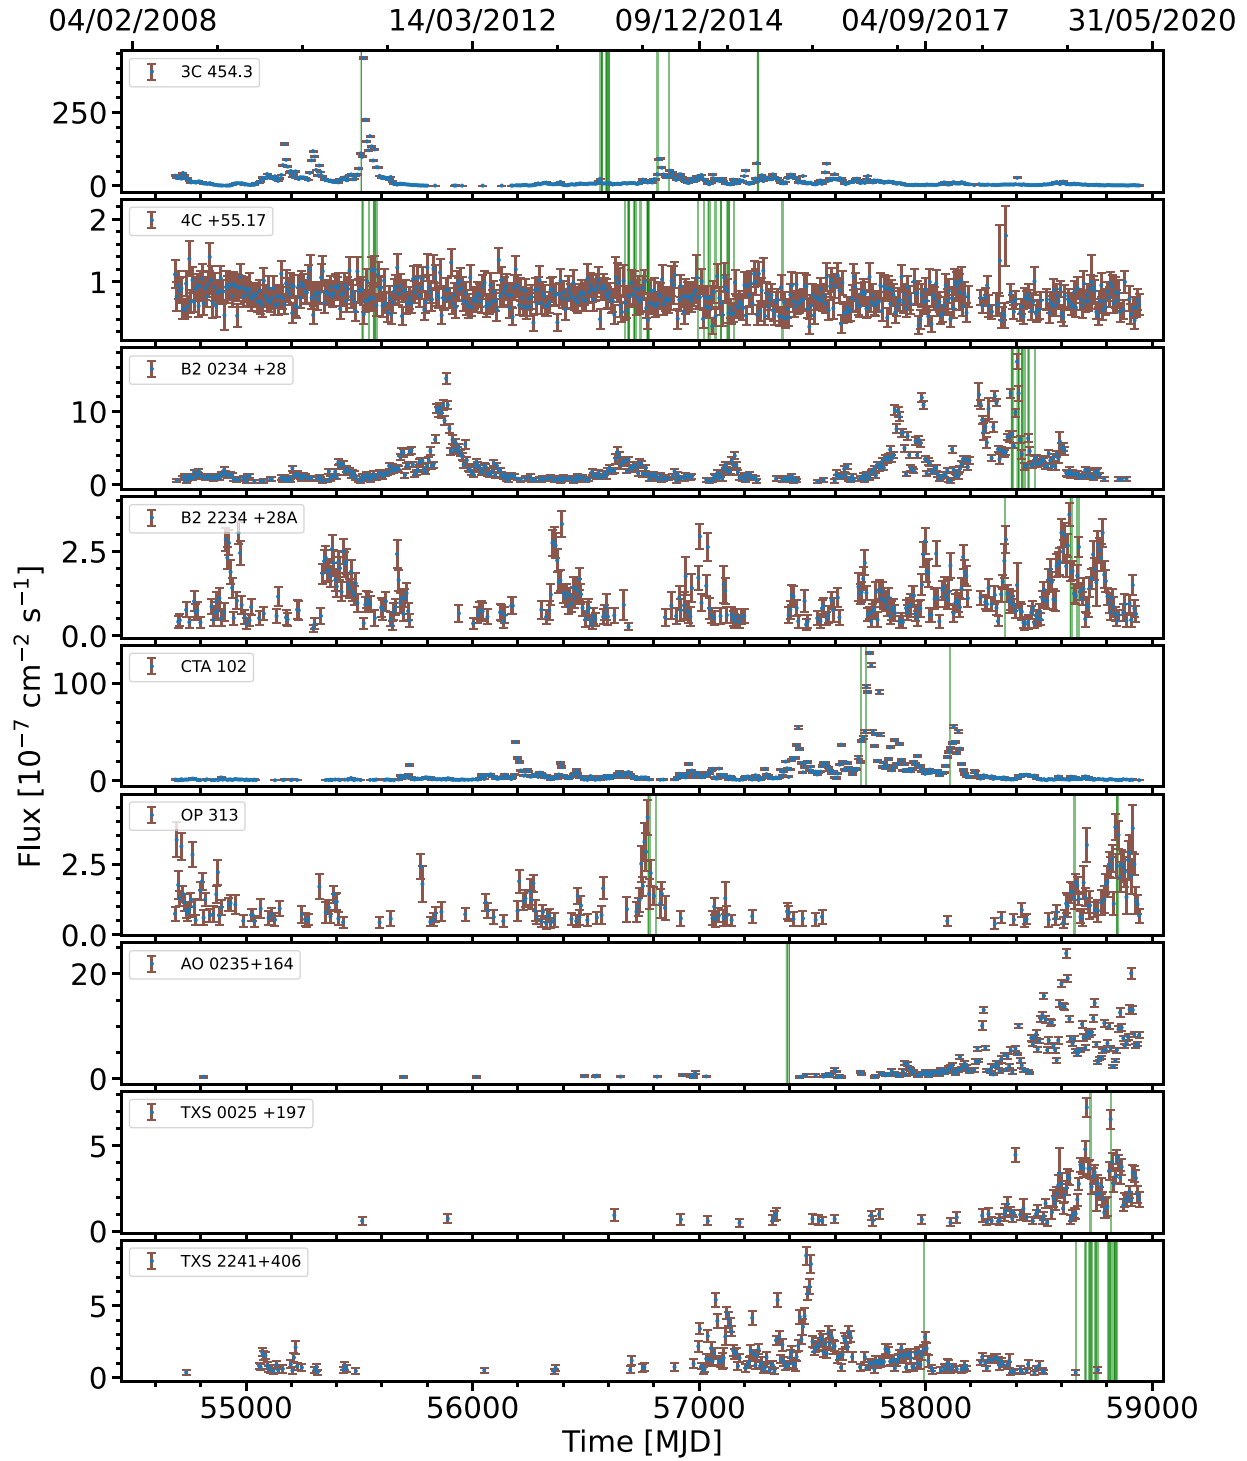 04/02/2008 14/03/2012 09/12/2014 04/09/2017 31/05/2020
3C 454.3
250
0
4C +55.17
2
1
B2 0234 +28
10
0
B2 2234 +28A
2.5
0.0
CTA 102
100
0
OP 313
2.5
0.0
AO 0235+164
20
0
TXS 0025 +197
5
0
TXS 2241+406
5
0
Flux [10⁻⁷ cm⁻² s⁻¹]
55000 56000 57000 58000 59000
Time [MJD]